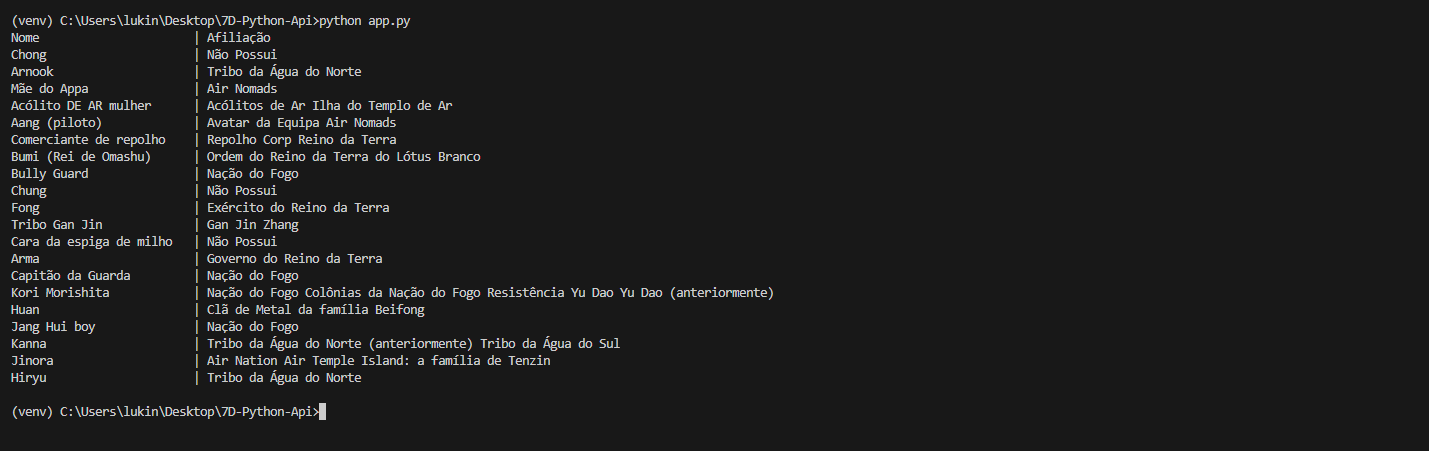 (venv) C:\Users\lukin\Desktop\7D-Python-Api>python app.py
Nome | Afiliação
Chong | Não Possui
Arnook | Tribo da Água do Norte
Mãe do Appa | Air Nomads
Acólito DE AR mulher | Acólitos de Ar Ilha do Templo de Ar
Aang (piloto) | Avatar da Equipa Air Nomads
Comerciante de repolho | Repolho Corp Reino da Terra
Bumi (Rei de Omashu) | Ordem do Reino da Terra do Lótus Branco
Bully Guard | Nação do Fogo
Chung | Não Possui
Fong | Exército do Reino da Terra
Tribo Gan Jin | Gan Jin Zhang
Cara da espiga de milho | Não Possui
Arma | Governo do Reino da Terra
Capitão da Guarda | Nação do Fogo
Kori Morishita | Nação do Fogo Colônias da Nação do Fogo Resistência Yu Dao Yu Dao (anteriormente)
Huan | Clã de Metal da família Beifong
Jang Hui boy | Nação do Fogo
Kanna | Tribo da Água do Norte (anteriormente) Tribo da Água do Sul
Jinora | Air Nation Air Temple Island: a família de Tenzin
Hiryu | Tribo da Água do Norte
(venv) C:\Users\lukin\Desktop\7D-Python-Api>